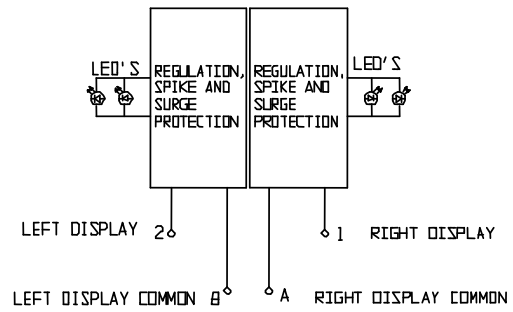 LED'S
REGULATION,
SPIKE AND
SURGE
PROTECTION
REGULATION,
SPIKE AND
SURGE
PROTECTION
LED'S
LEFT DISPLAY 2
1 RIGHT DISPLAY
LEFT DISPLAY COMMON B
A RIGHT DISPLAY COMMON